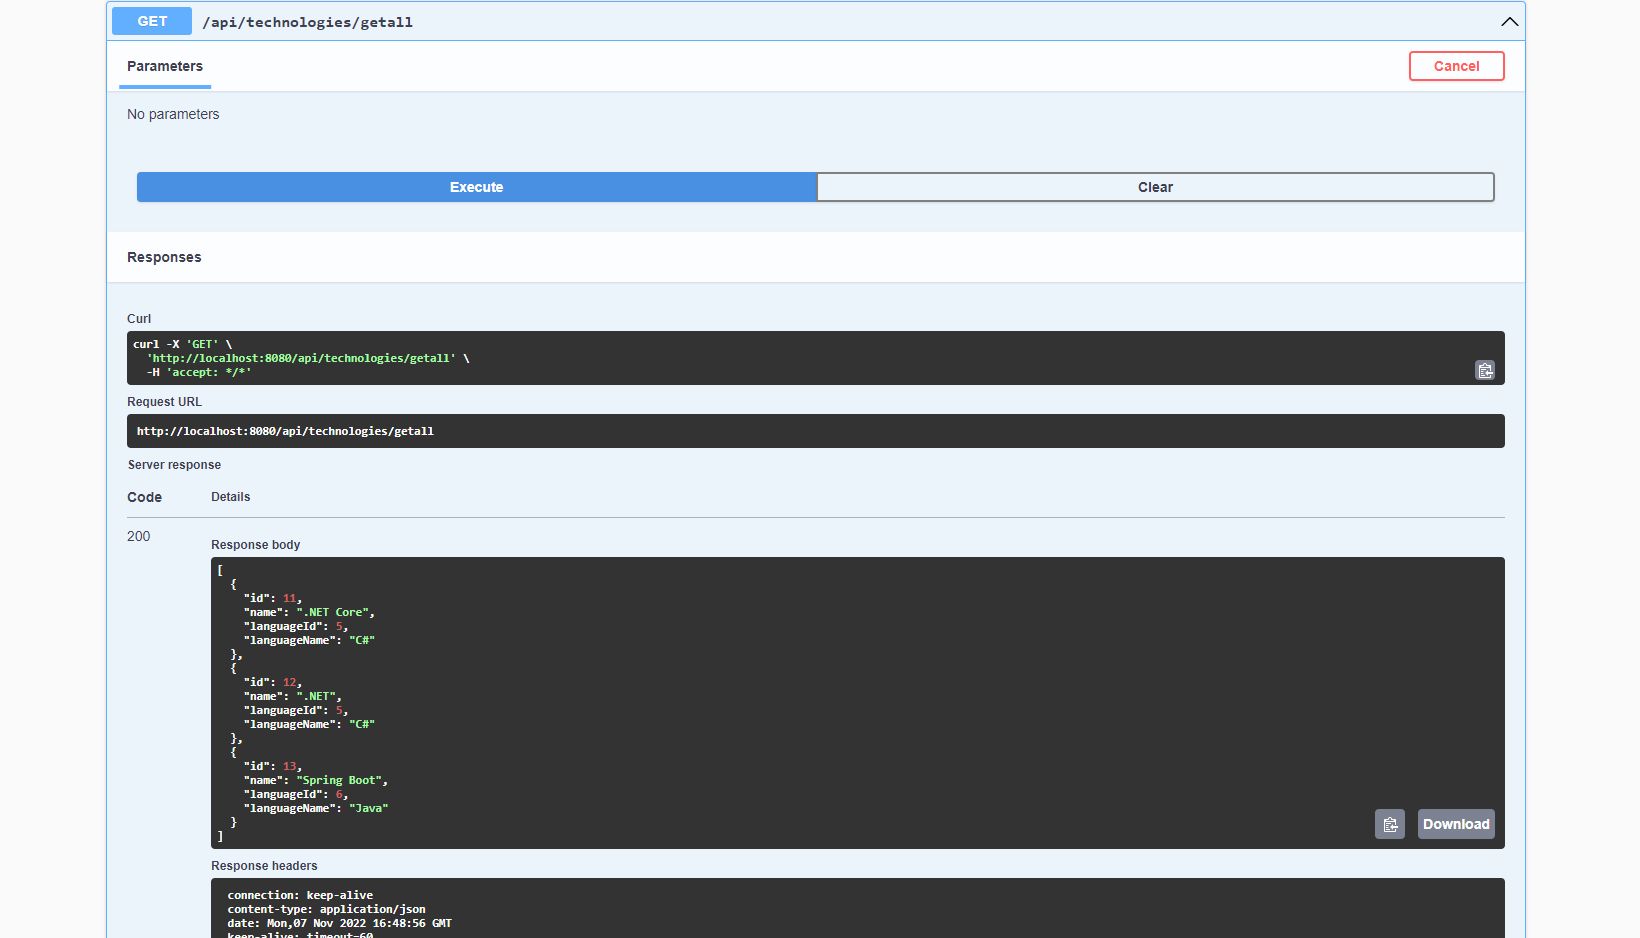 GET /api/technologies/getall
Parameters
Cancel
No parameters
Execute
Clear
Responses
Curl
curl -X 'GET' \
  'http://localhost:8080/api/technologies/getall' \
  -H 'accept: */*'
Request URL
http://localhost:8080/api/technologies/getall
Server response
Code Details
200
Response body
[
  {
    "id": 11,
    "name": ".NET Core",
    "languageId": 5,
    "languageName": "C#"
  },
  {
    "id": 12,
    "name": ".NET",
    "languageId": 5,
    "languageName": "C#"
  },
  {
    "id": 13,
    "name": "Spring Boot",
    "languageId": 6,
    "languageName": "Java"
  }
]
Download
Response headers
connection: keep-alive
content-type: application/json
date: Mon,07 Nov 2022 16:48:56 GMT
keep-alive: timeout=60